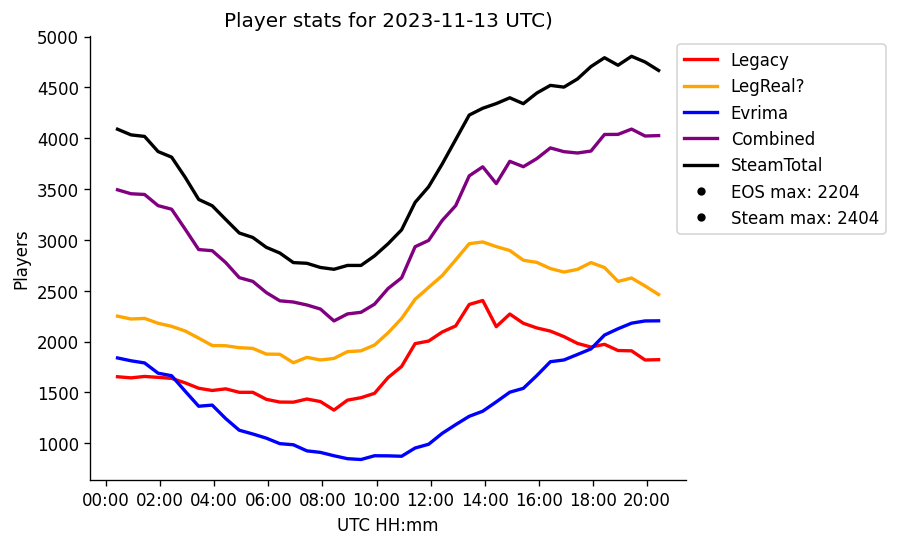 Player stats for 2023-11-13 UTC)
Players
5000
4500
4000
3500
3000
2500
2000
1500
1000
00:00 02:00 04:00 06:00 08:00 10:00 12:00 14:00 16:00 18:00 20:00
UTC HH:mm
Legacy
LegReal?
Evrima
Combined
SteamTotal
EOS max: 2204
Steam max: 2404